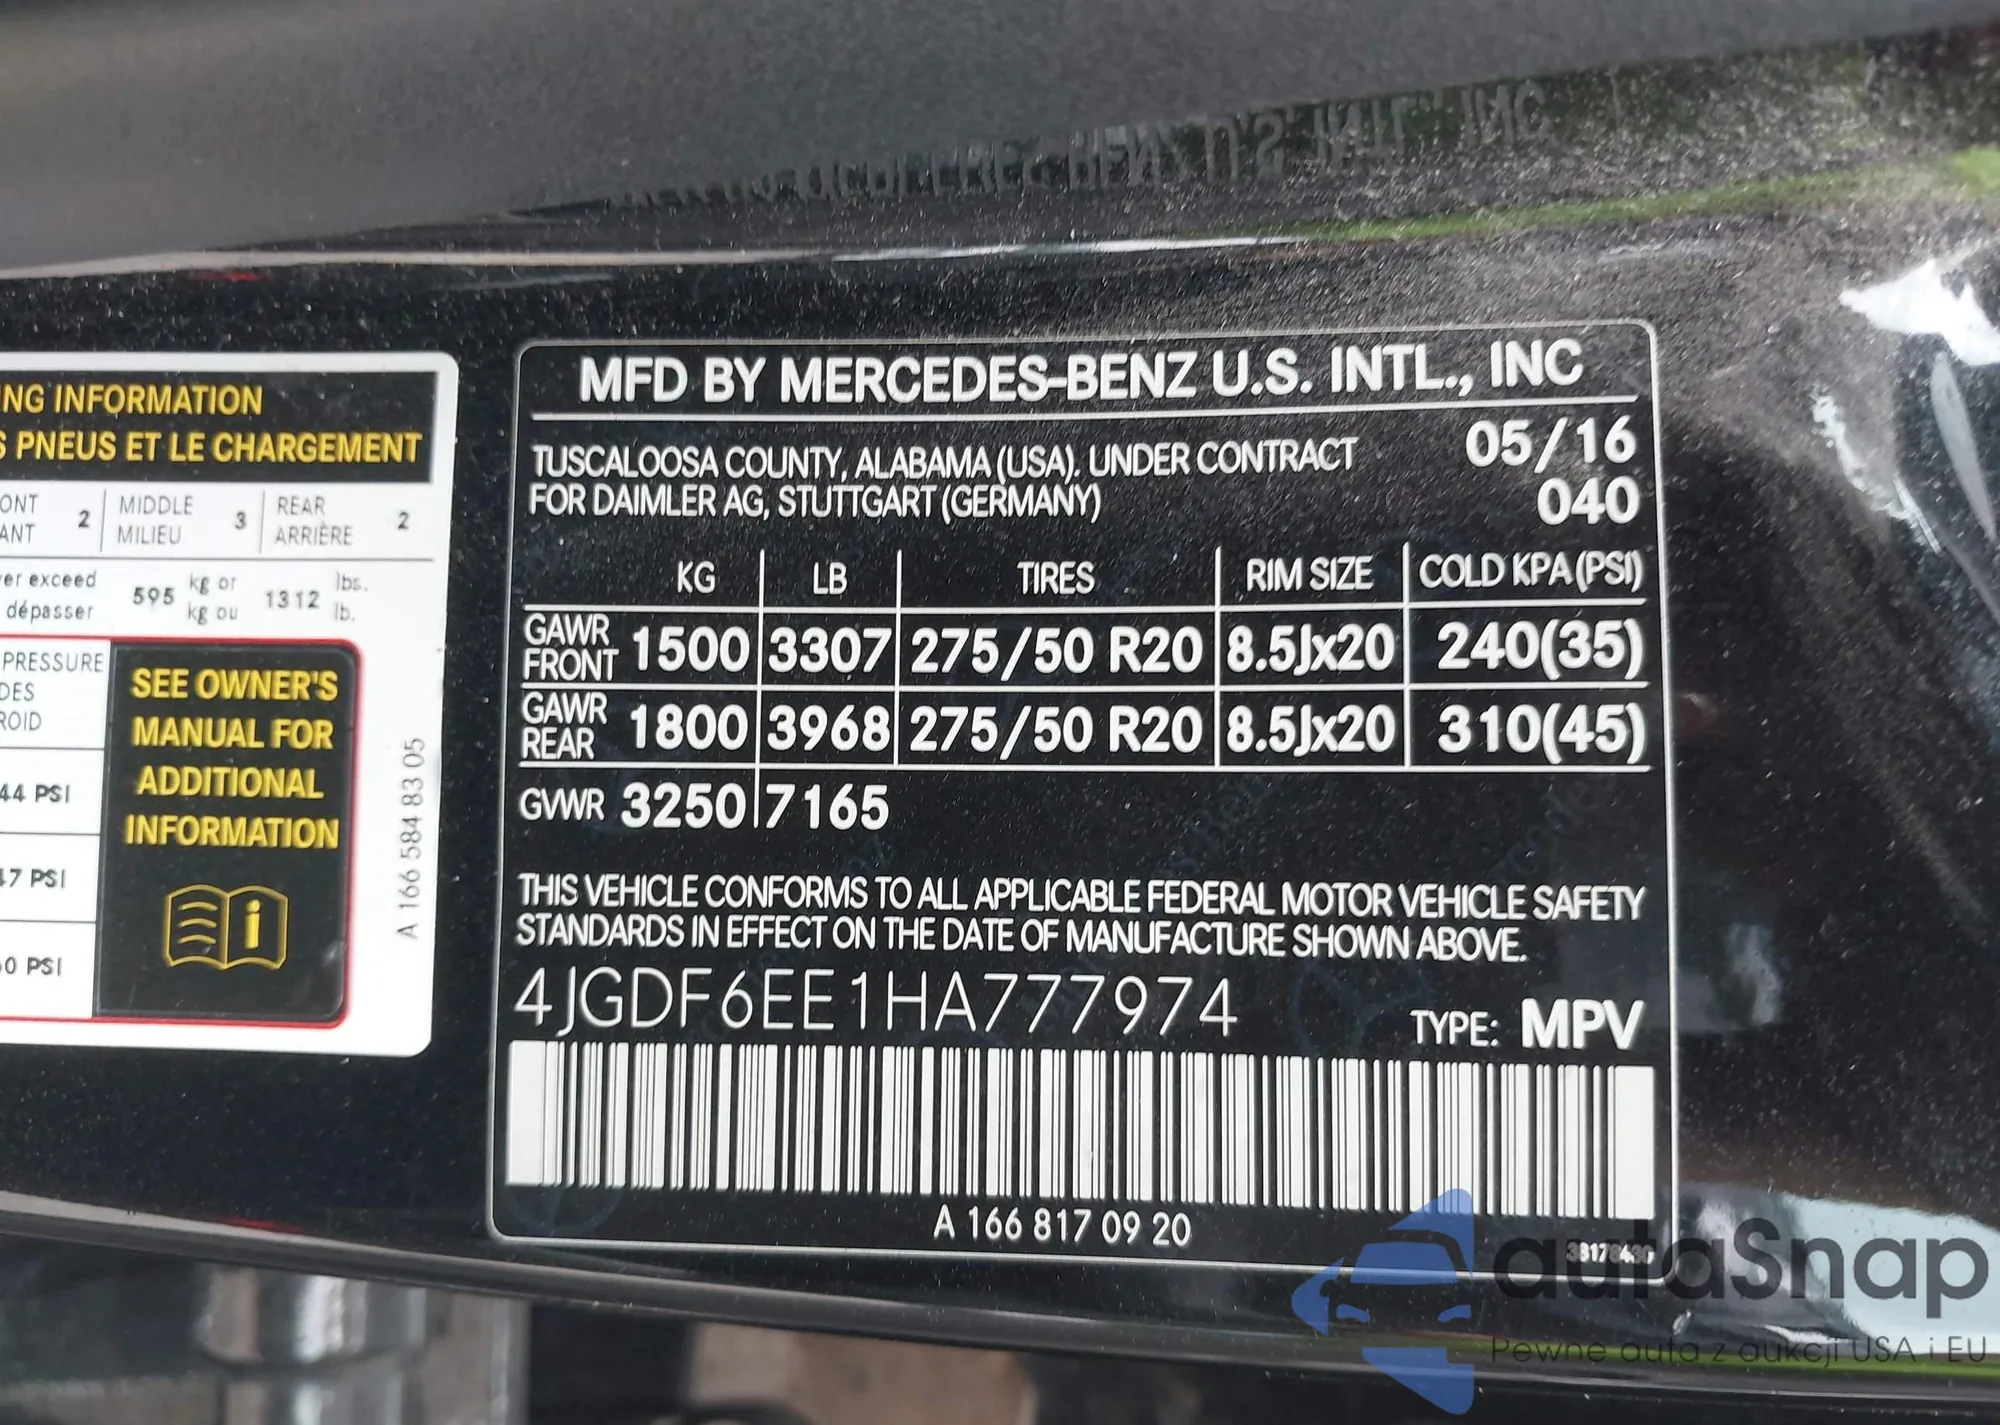 NG INFORMATION
S PNEUS ET LE CHARGEMENT
ONT
ANT
2
MIDDLE
MILIEU
3
REAR
ARRIÈRE
2
er exceed
dépasser
595
kg or
kg ou
1312
lbs.
lb.
PRESSURE
DES
ROID
44 PSI
47 PSI
60 PSI
SEE OWNER'S
MANUAL FOR
ADDITIONAL
INFORMATION
A 166 584 83 05
MFD BY MERCEDES-BENZ U.S. INTL., INC
TUSCALOOSA COUNTY, ALABAMA (USA). UNDER CONTRACT
FOR DAIMLER AG, STUTTGART (GERMANY)
05/16
040
KG LB TIRES RIM SIZE COLD KPA(PSI)
GAWR FRONT 1500 3307 275/50 R20 8.5Jx20 240(35)
GAWR REAR 1800 3968 275/50 R20 8.5Jx20 310(45)
GVWR 3250 7165
THIS VEHICLE CONFORMS TO ALL APPLICABLE FEDERAL MOTOR VEHICLE SAFETY
STANDARDS IN EFFECT ON THE DATE OF MANUFACTURE SHOWN ABOVE.
4JGDF6EE1HA777974
TYPE: MPV
A 166 817 09 20
autaSnap
Pewne auta z aukcji USA i EU